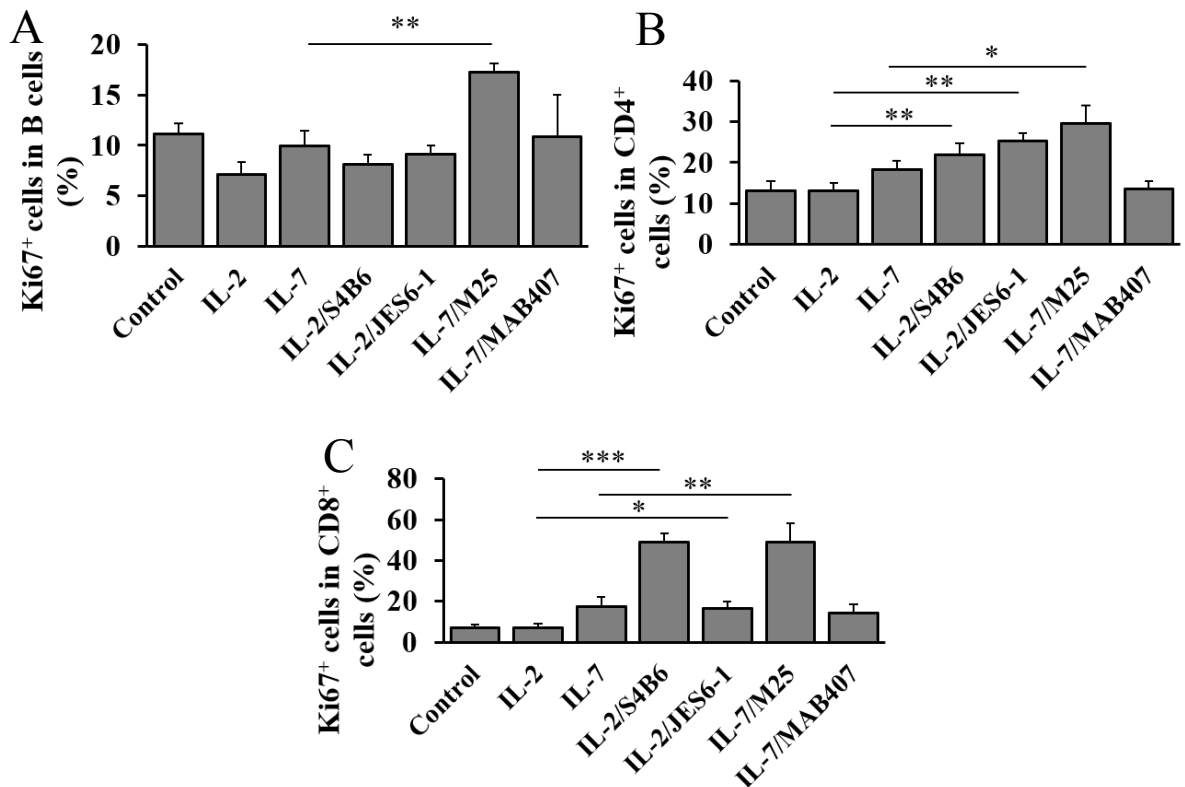 A
Ki67⁺ cells in B cells
(%)
20
15
10
5
0
**
Control
IL-2
IL-7
IL-2/S4B6
IL-2/JES6-1
IL-7/M25
IL-7/MAB407
B
Ki67⁺ cells in CD4⁺
cells (%)
40
30
20
10
0
*
**
**
Control
IL-2
IL-7
IL-2/S4B6
IL-2/JES6-1
IL-7/M25
IL-7/MAB407
C
Ki67⁺ cells in CD8⁺
cells (%)
80
60
40
20
0
***
**
*
Control
IL-2
IL-7
IL-2/S4B6
IL-2/JES6-1
IL-7/M25
IL-7/MAB407